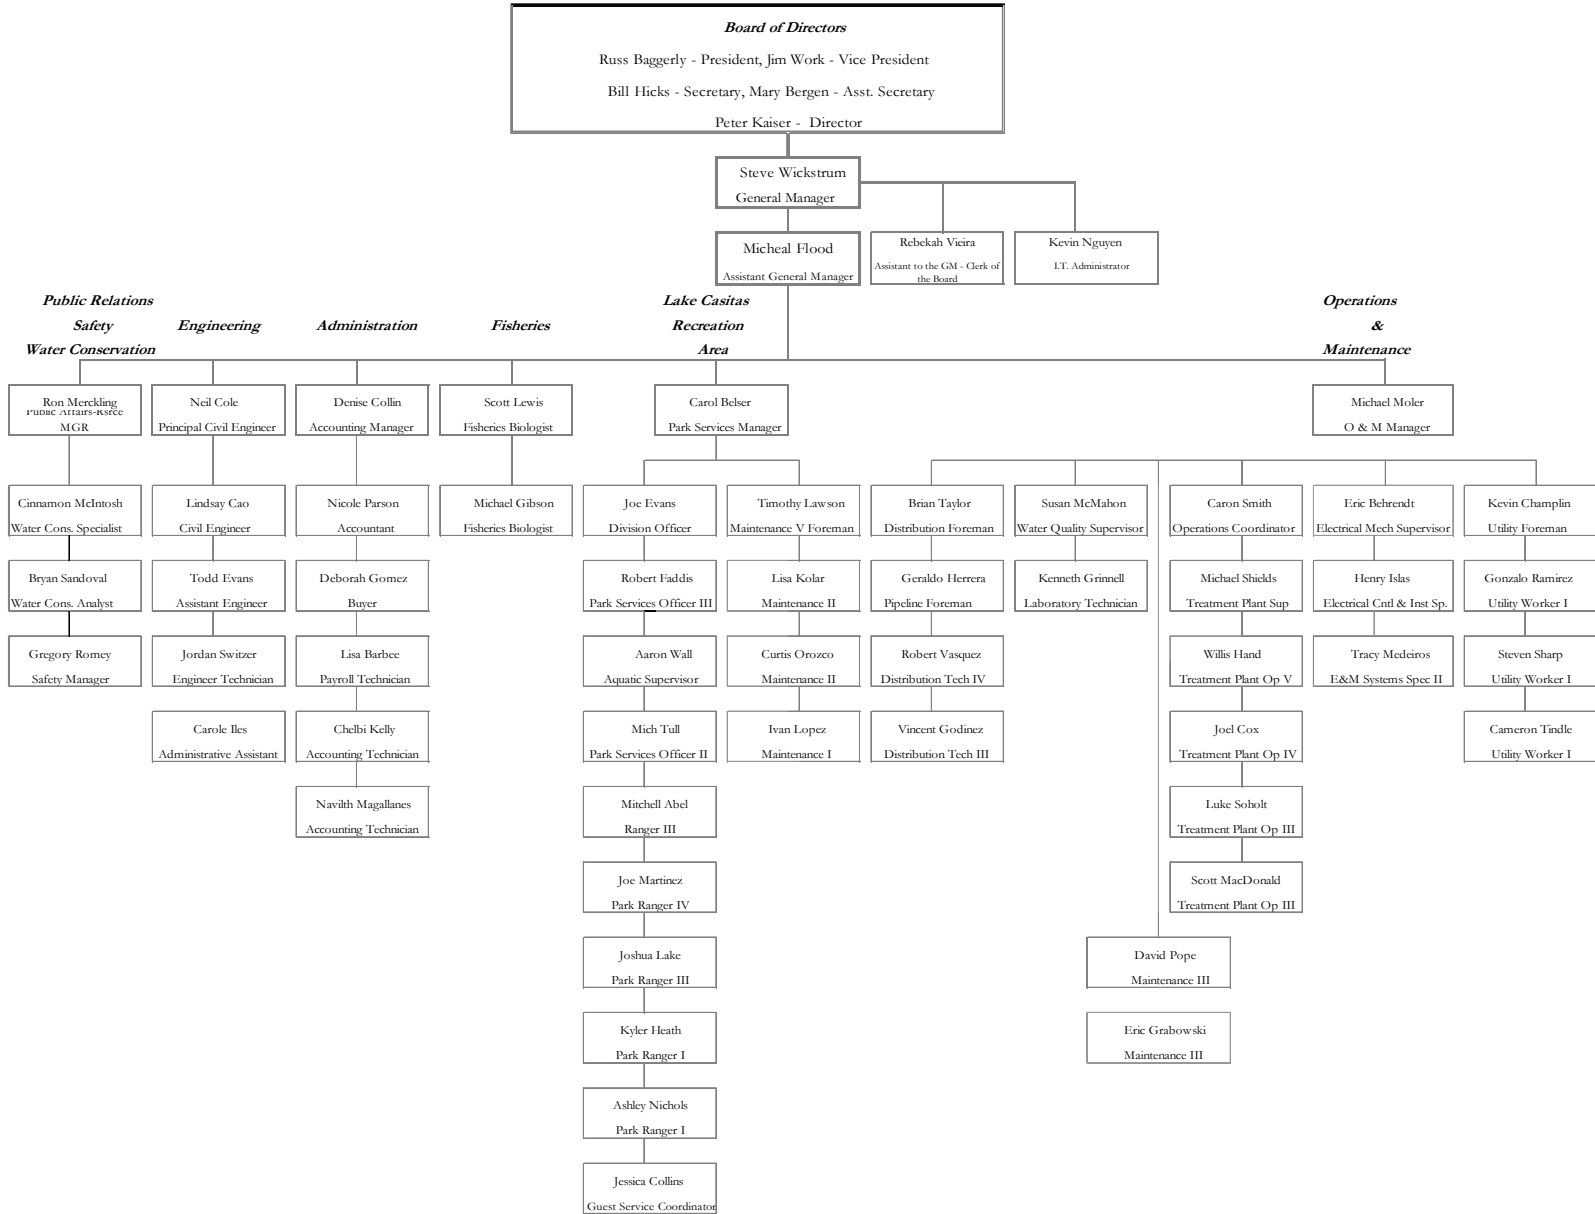 Board of Directors
Russ Baggerly - President, Jim Work - Vice President
Bill Hicks - Secretary, Mary Bergen - Asst. Secretary
Peter Kaiser - Director
Steve Wickstrum
General Manager
Micheal Flood
Assistant General Manager
Rebekah Vieira
Assistant to the GM - Clerk of
the Board
Kevin Nguyen
I.T. Administrator
Public Relations
Safety
Water Conservation
Engineering
Administration
Fisheries
Lake Casitas
Recreation
Area
Operations
&
Maintenance
Ron Merckling
Public Affairs-Rsrce
MGR
Neil Cole
Principal Civil Engineer
Denise Collin
Accounting Manager
Scott Lewis
Fisheries Biologist
Carol Belser
Park Services Manager
Michael Moler
O & M Manager
Cinnamon McIntosh
Water Cons. Specialist
Lindsay Cao
Civil Engineer
Nicole Parson
Accountant
Michael Gibson
Fisheries Biologist
Joe Evans
Division Officer
Timothy Lawson
Maintenance V Foreman
Brian Taylor
Distribution Foreman
Susan McMahon
Water Quality Supervisor
Caron Smith
Operations Coordinator
Eric Behrendt
Electrical Mech Supervisor
Kevin Champlin
Utility Foreman
Bryan Sandoval
Water Cons. Analyst
Todd Evans
Assistant Engineer
Deborah Gomez
Buyer
Robert Faddis
Park Services Officer III
Lisa Kolar
Maintenance II
Geraldo Herrera
Pipeline Foreman
Kenneth Grinnell
Laboratory Technician
Michael Shields
Treatment Plant Sup
Henry Islas
Electrical Cntl & Inst Sp.
Gonzalo Ramirez
Utility Worker I
Gregory Romey
Safety Manager
Jordan Switzer
Engineer Technician
Lisa Barbee
Payroll Technician
Aaron Wall
Aquatic Supervisor
Curtis Orozco
Maintenance II
Robert Vasquez
Distribution Tech IV
Willis Hand
Treatment Plant Op V
Tracy Medeiros
E&M Systems Spec II
Steven Sharp
Utility Worker I
Carole Iles
Administrative Assistant
Chelbi Kelly
Accounting Technician
Mich Tull
Park Services Officer II
Ivan Lopez
Maintenance I
Vincent Godinez
Distribution Tech III
Joel Cox
Treatment Plant Op IV
Cameron Tindle
Utility Worker I
Navilth Magallanes
Accounting Technician
Mitchell Abel
Ranger III
Luke Soholt
Treatment Plant Op III
Joe Martinez
Park Ranger IV
Scott MacDonald
Treatment Plant Op III
Joshua Lake
Park Ranger III
David Pope
Maintenance III
Kyler Heath
Park Ranger I
Eric Grabowski
Maintenance III
Ashley Nichols
Park Ranger I
Jessica Collins
Guest Service Coordinator